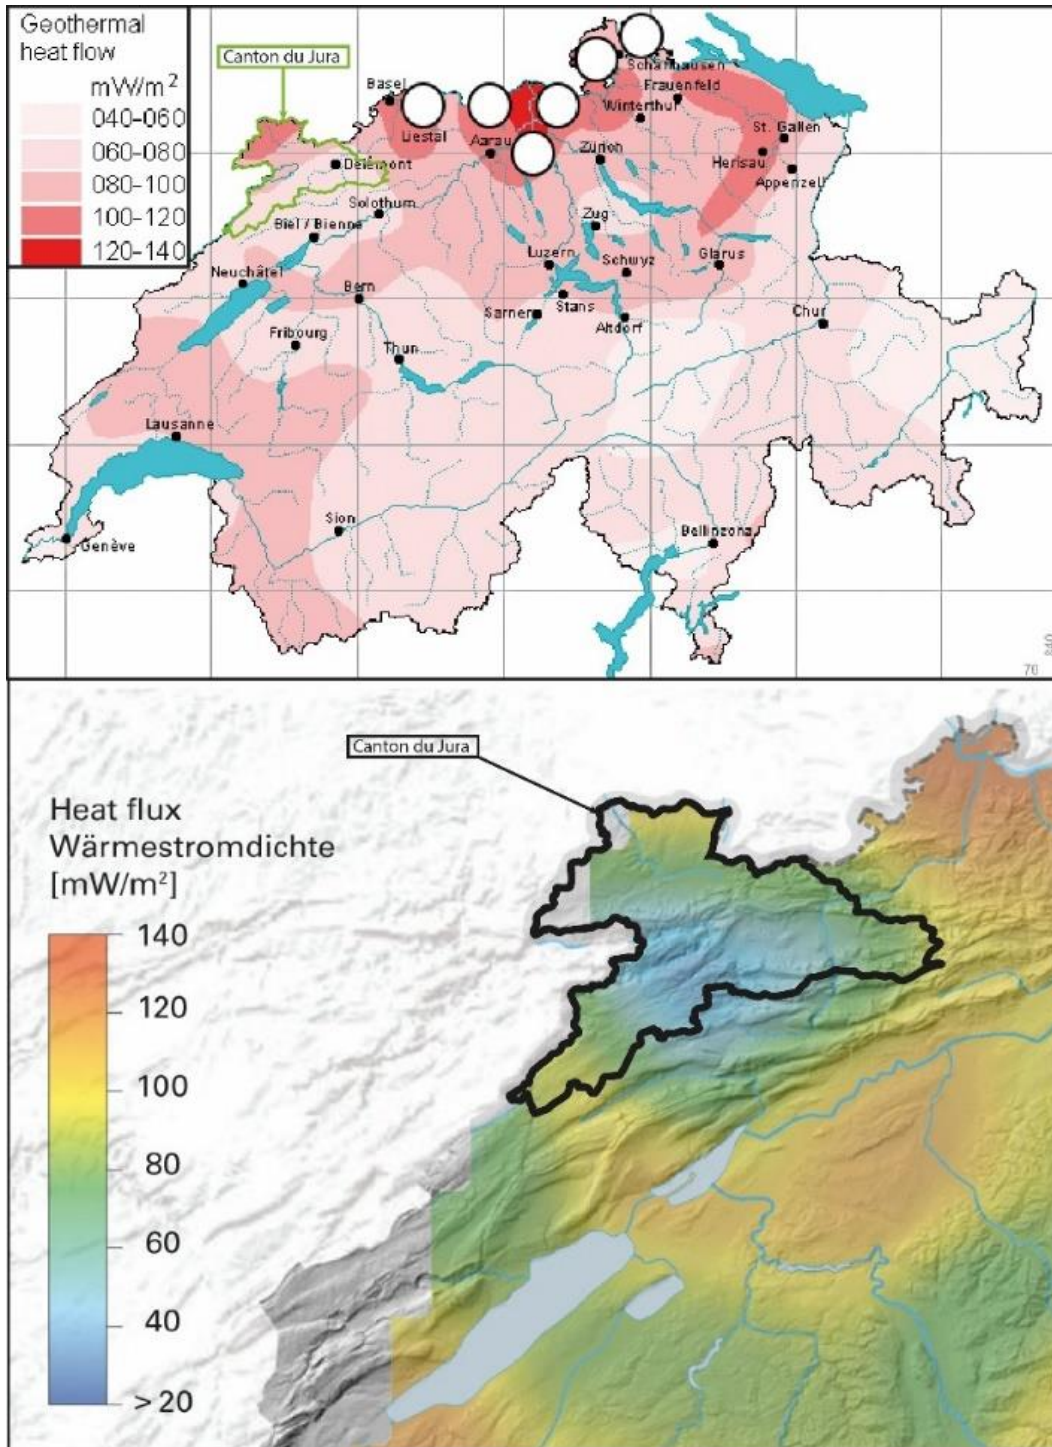 Geothermal
heat flow
mW/m²
040-060
060-080
080-100
100-120
120-140
Canton du Jura
Basel
Schaffhausen
Frauenfeld
Winterthur
Liestal
Aarau
St. Gallen
Zürich
Herisau
Delémont
Appenzell
Solothurn
Biel / Bienne
Zug
Luzern
Schwyz
Glarus
Neuchâtel
Bern
Stans
Sarnen
Altdorf
Chur
Fribourg
Thun
Lausanne
Sion
Bellinzona
Genève
840
70
Canton du Jura
Heat flux
Wärmestromdichte
[mW/m²]
140
120
100
80
60
40
>20